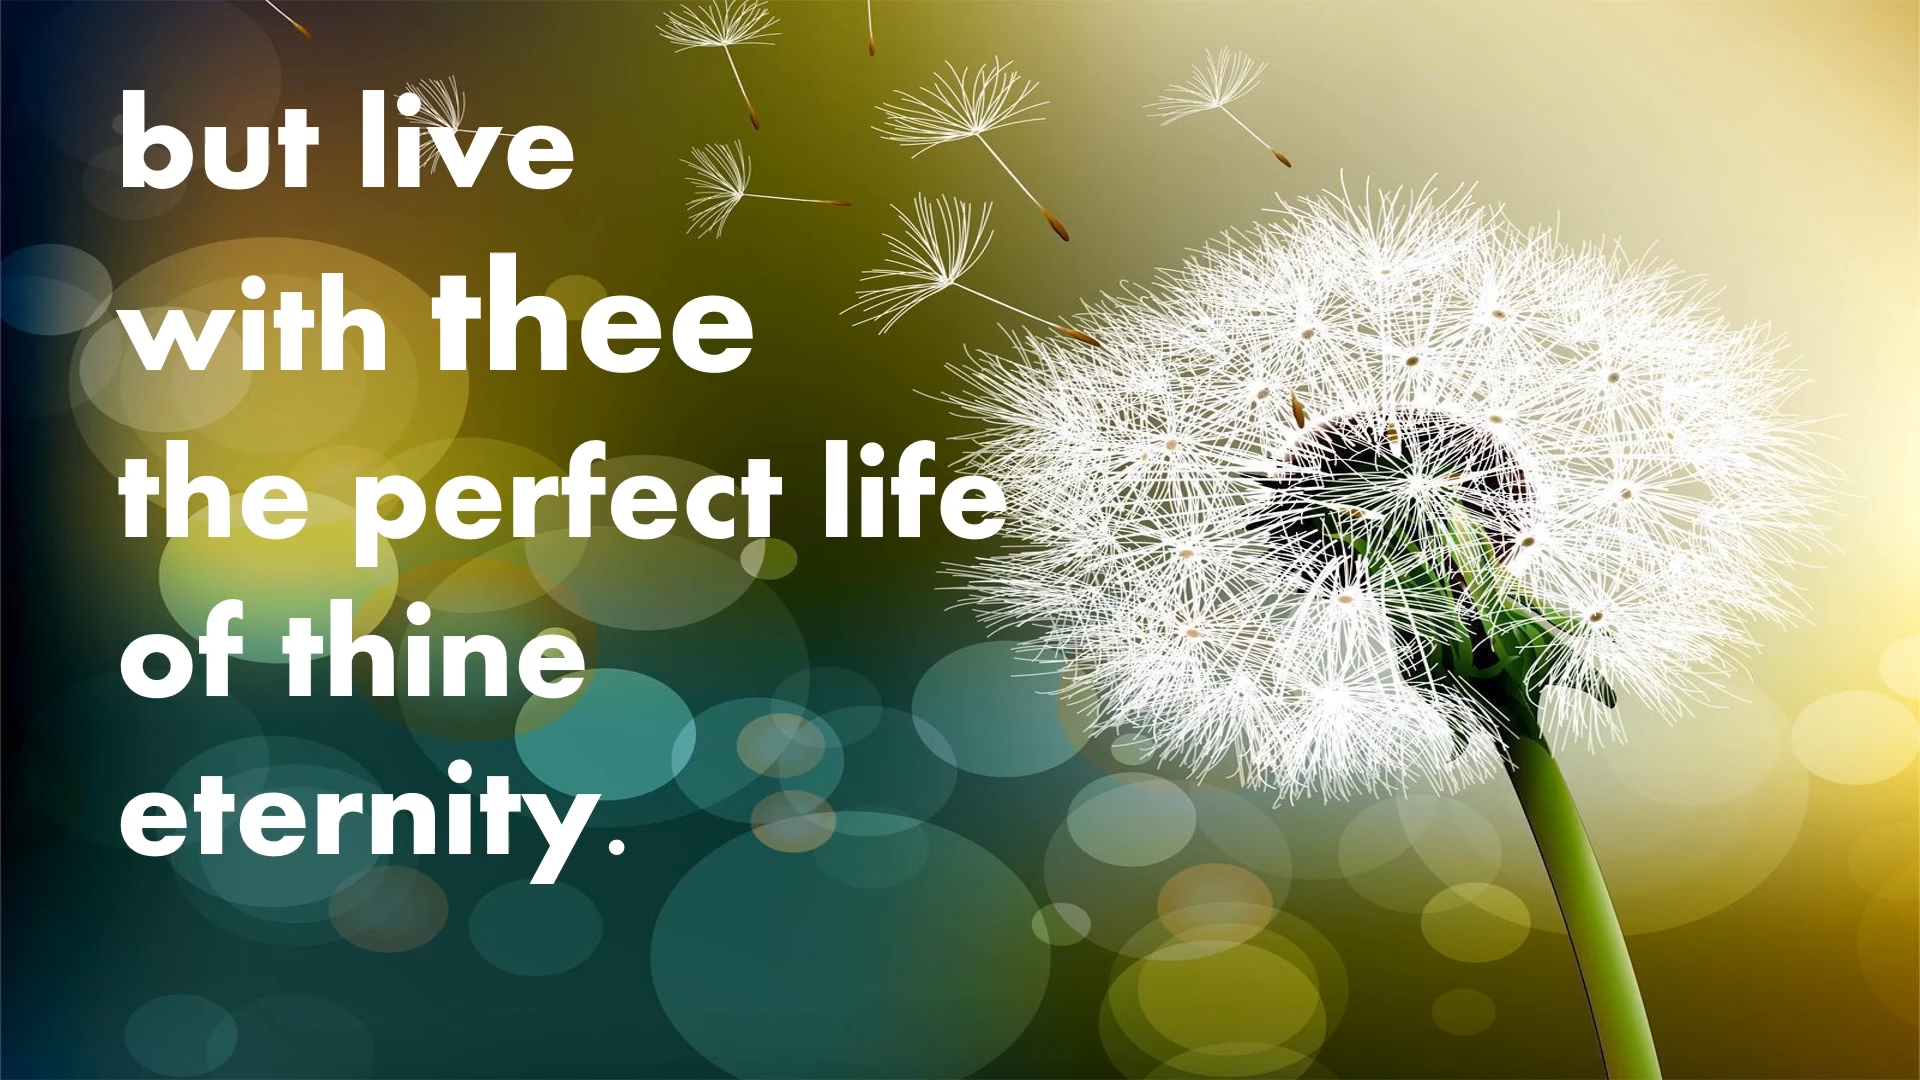 but live
with thee
the perfect life
of thine
eternity.